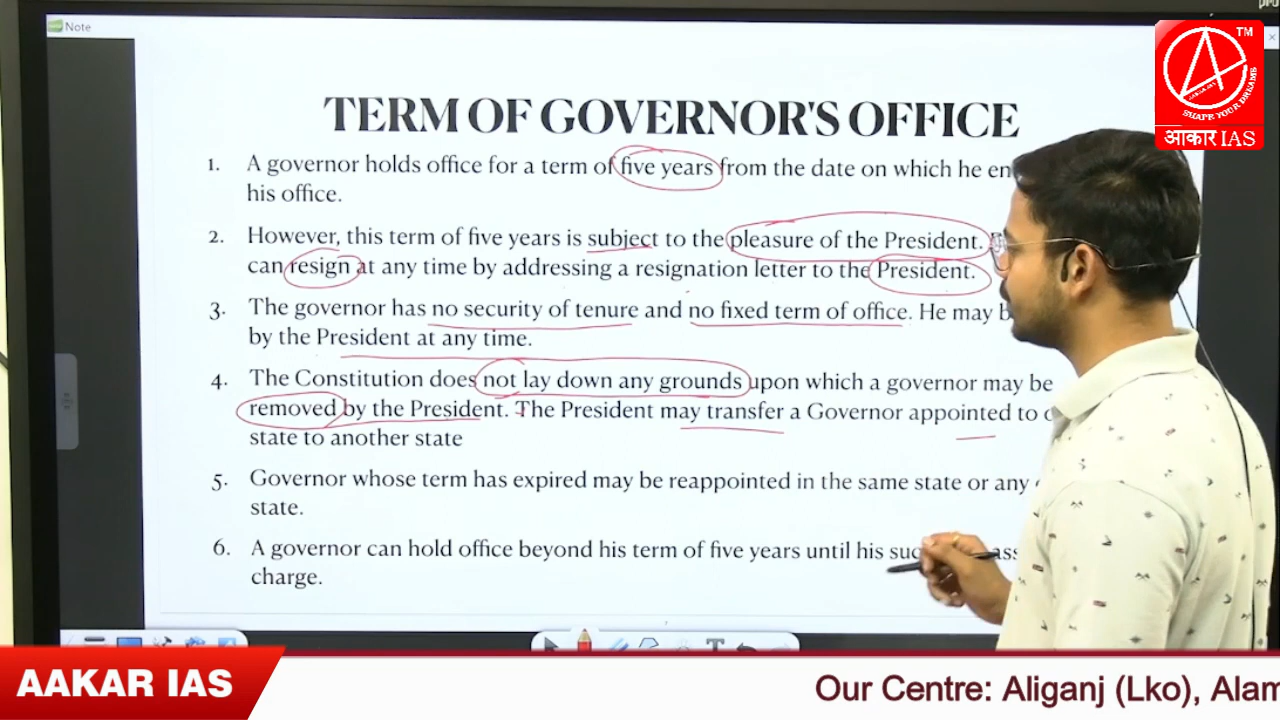 Note
TM
SHAPE YOUR DREAMS
आकार IAS
TERM OF GOVERNOR'S OFFICE
1. A governor holds office for a term of five years from the date on which he en
his office.
2. However, this term of five years is subject to the pleasure of the President.
can resign at any time by addressing a resignation letter to the President.
3. The governor has no security of tenure and no fixed term of office. He may b
by the President at any time.
4. The Constitution does not lay down any grounds upon which a governor may be
removed by the President. The President may transfer a Governor appointed to
state to another state
5. Governor whose term has expired may be reappointed in the same state or any
state.
6. A governor can hold office beyond his term of five years until his suc ass
charge.
AAKAR IAS
Our Centre: Aliganj (Lko), Alam